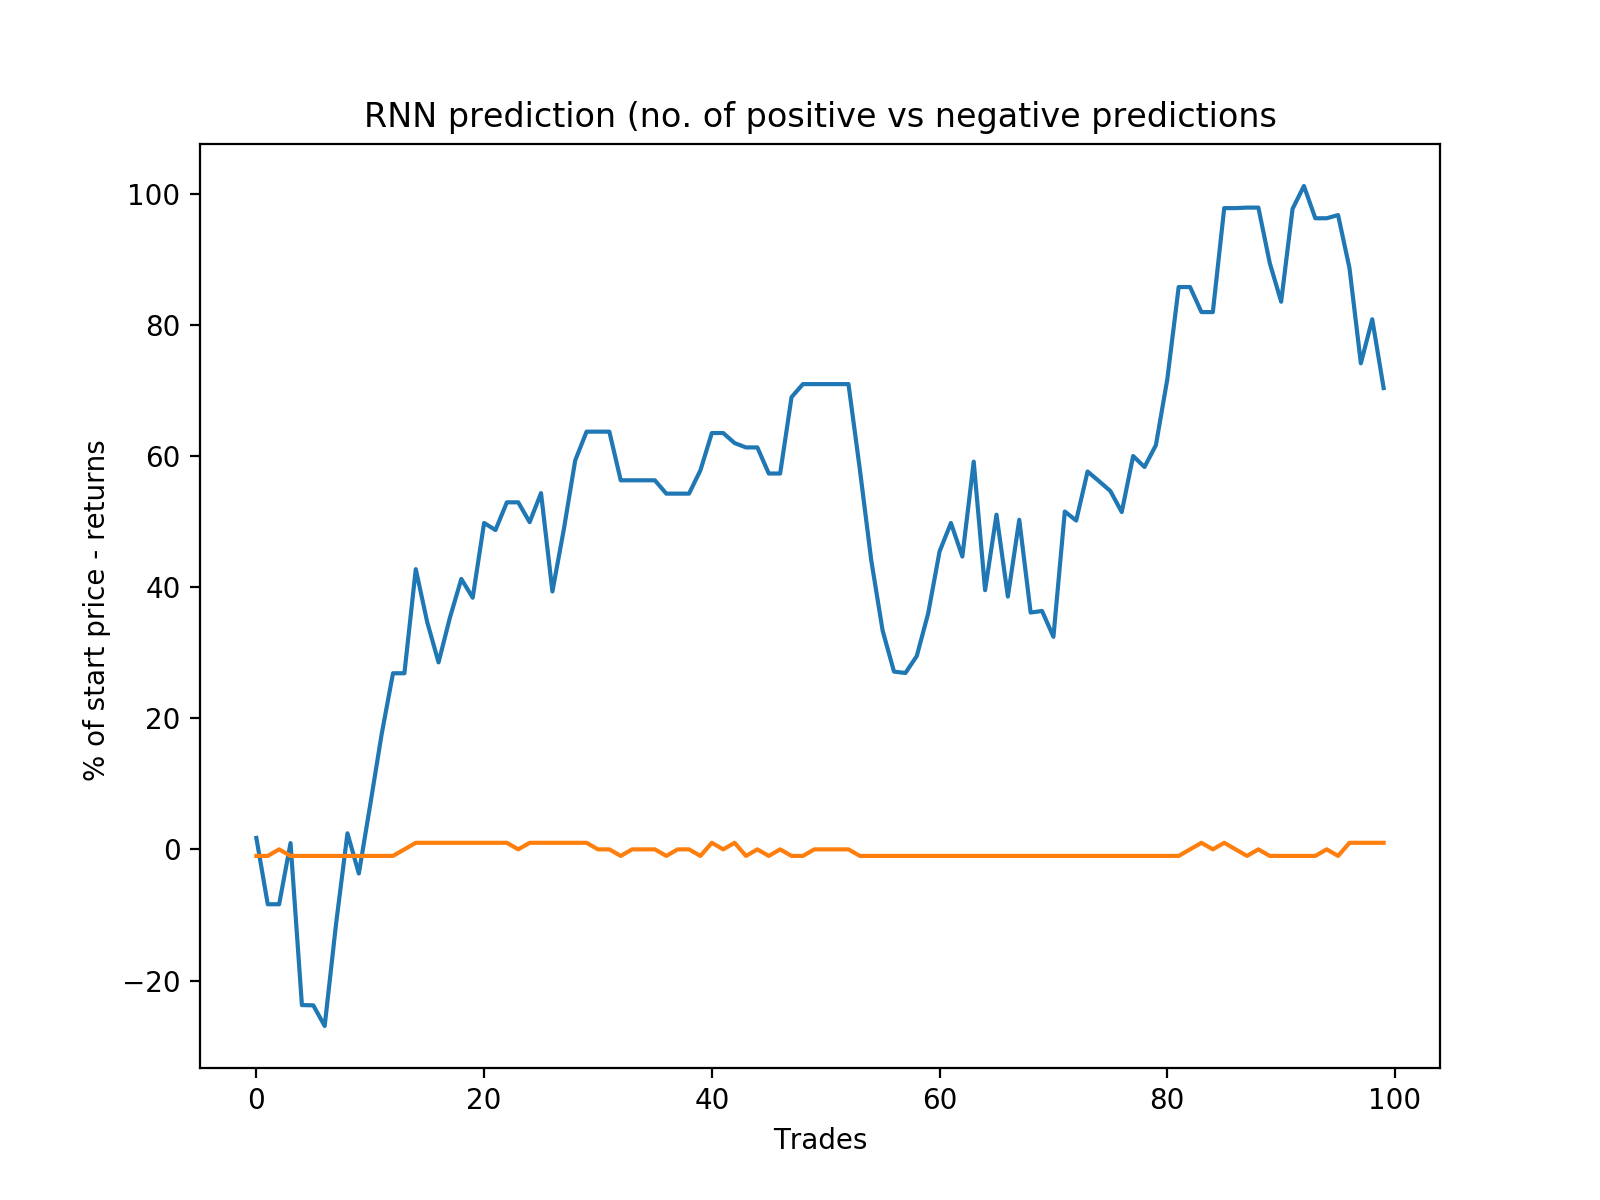 RNN prediction (no. of positive vs negative predictions
100
80
60
40
20
0
−20
% of start price - returns
0 20 40 60 80 100
Trades